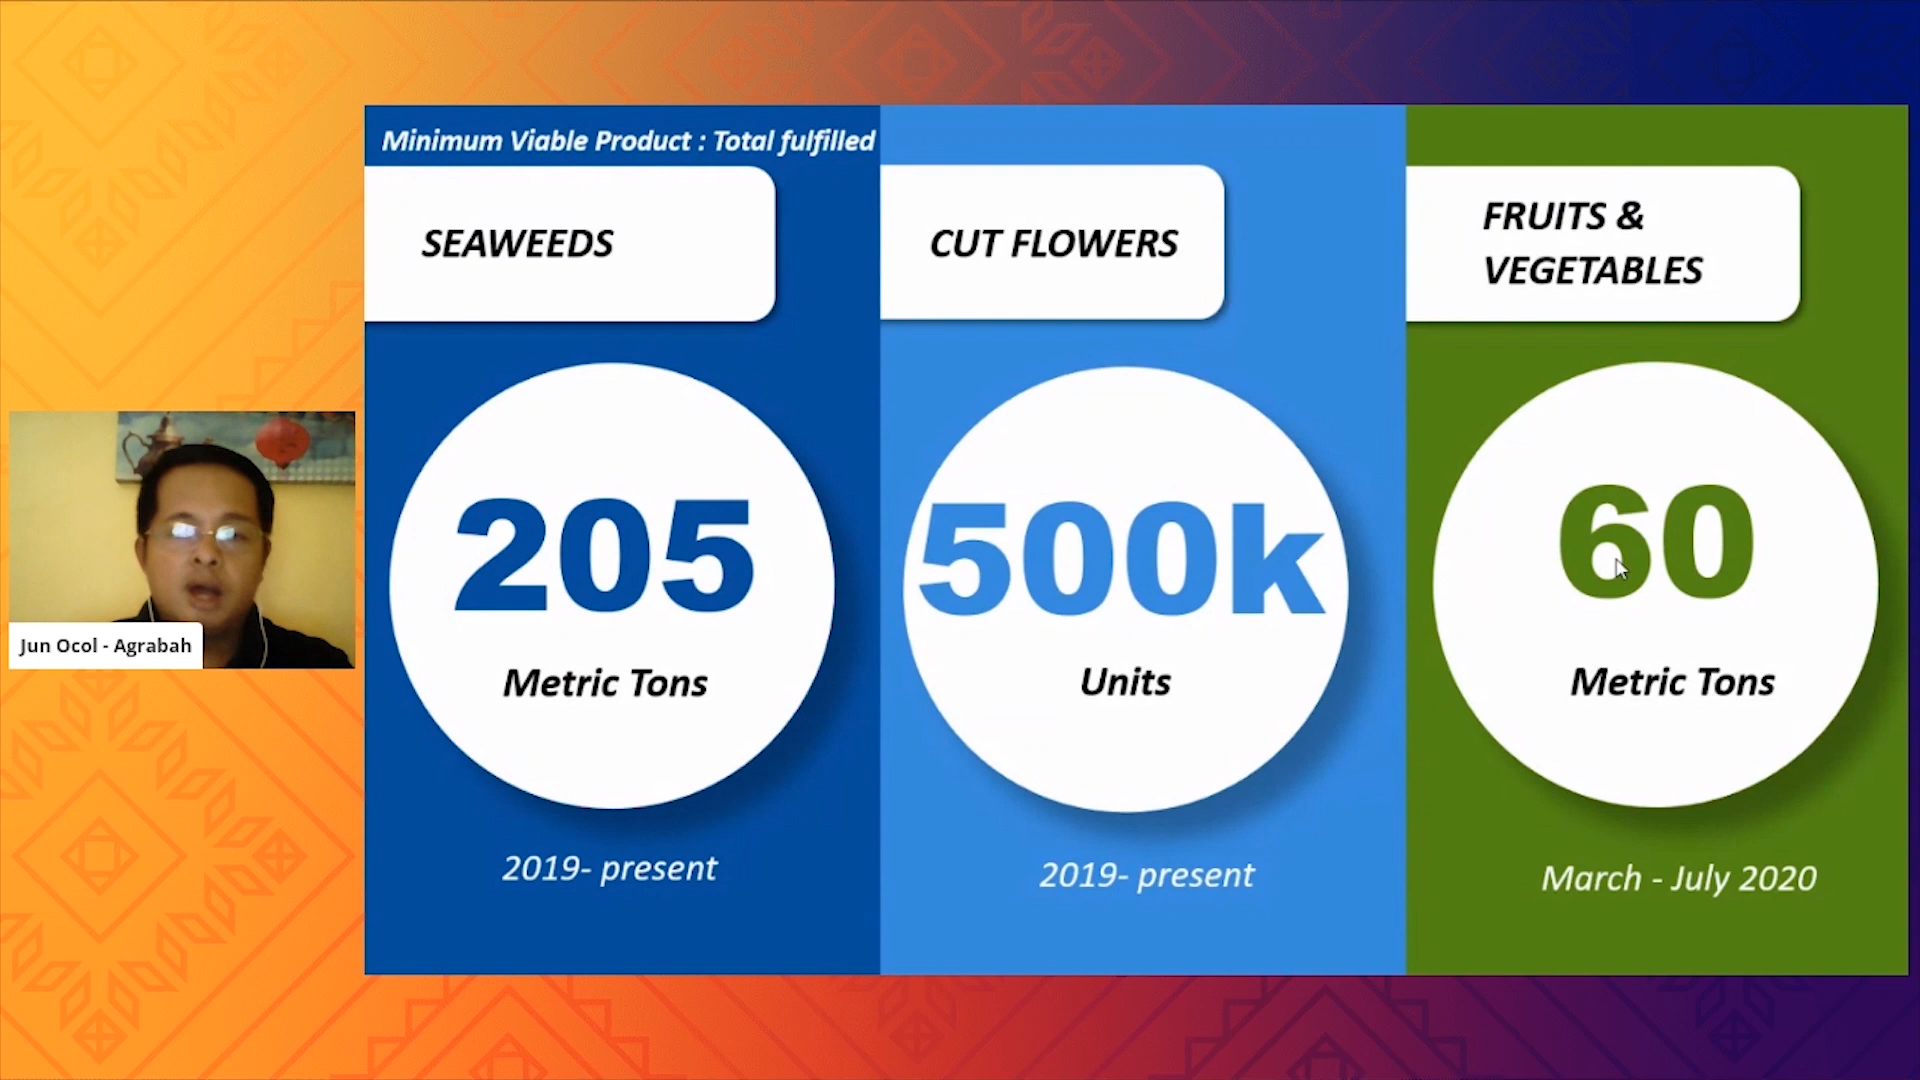 Minimum Viable Product : Total fulfilled
SEAWEEDS
205
Metric Tons
2019- present
CUT FLOWERS
500k
Units
2019- present
FRUITS &
VEGETABLES
60
Metric Tons
March - July 2020
Jun Ocol - Agrabah